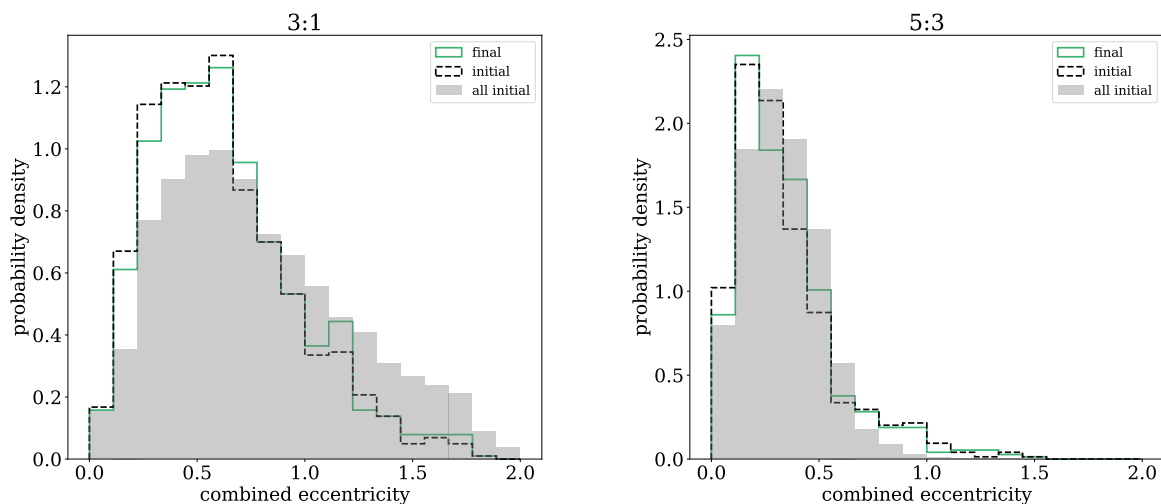 3:1
final
initial
all initial
probability density
1.2
1.0
0.8
0.6
0.4
0.2
0.0
0.0 0.5 1.0 1.5 2.0
combined eccentricity
5:3
final
initial
all initial
probability density
2.5
2.0
1.5
1.0
0.5
0.0
0.0 0.5 1.0 1.5 2.0
combined eccentricity